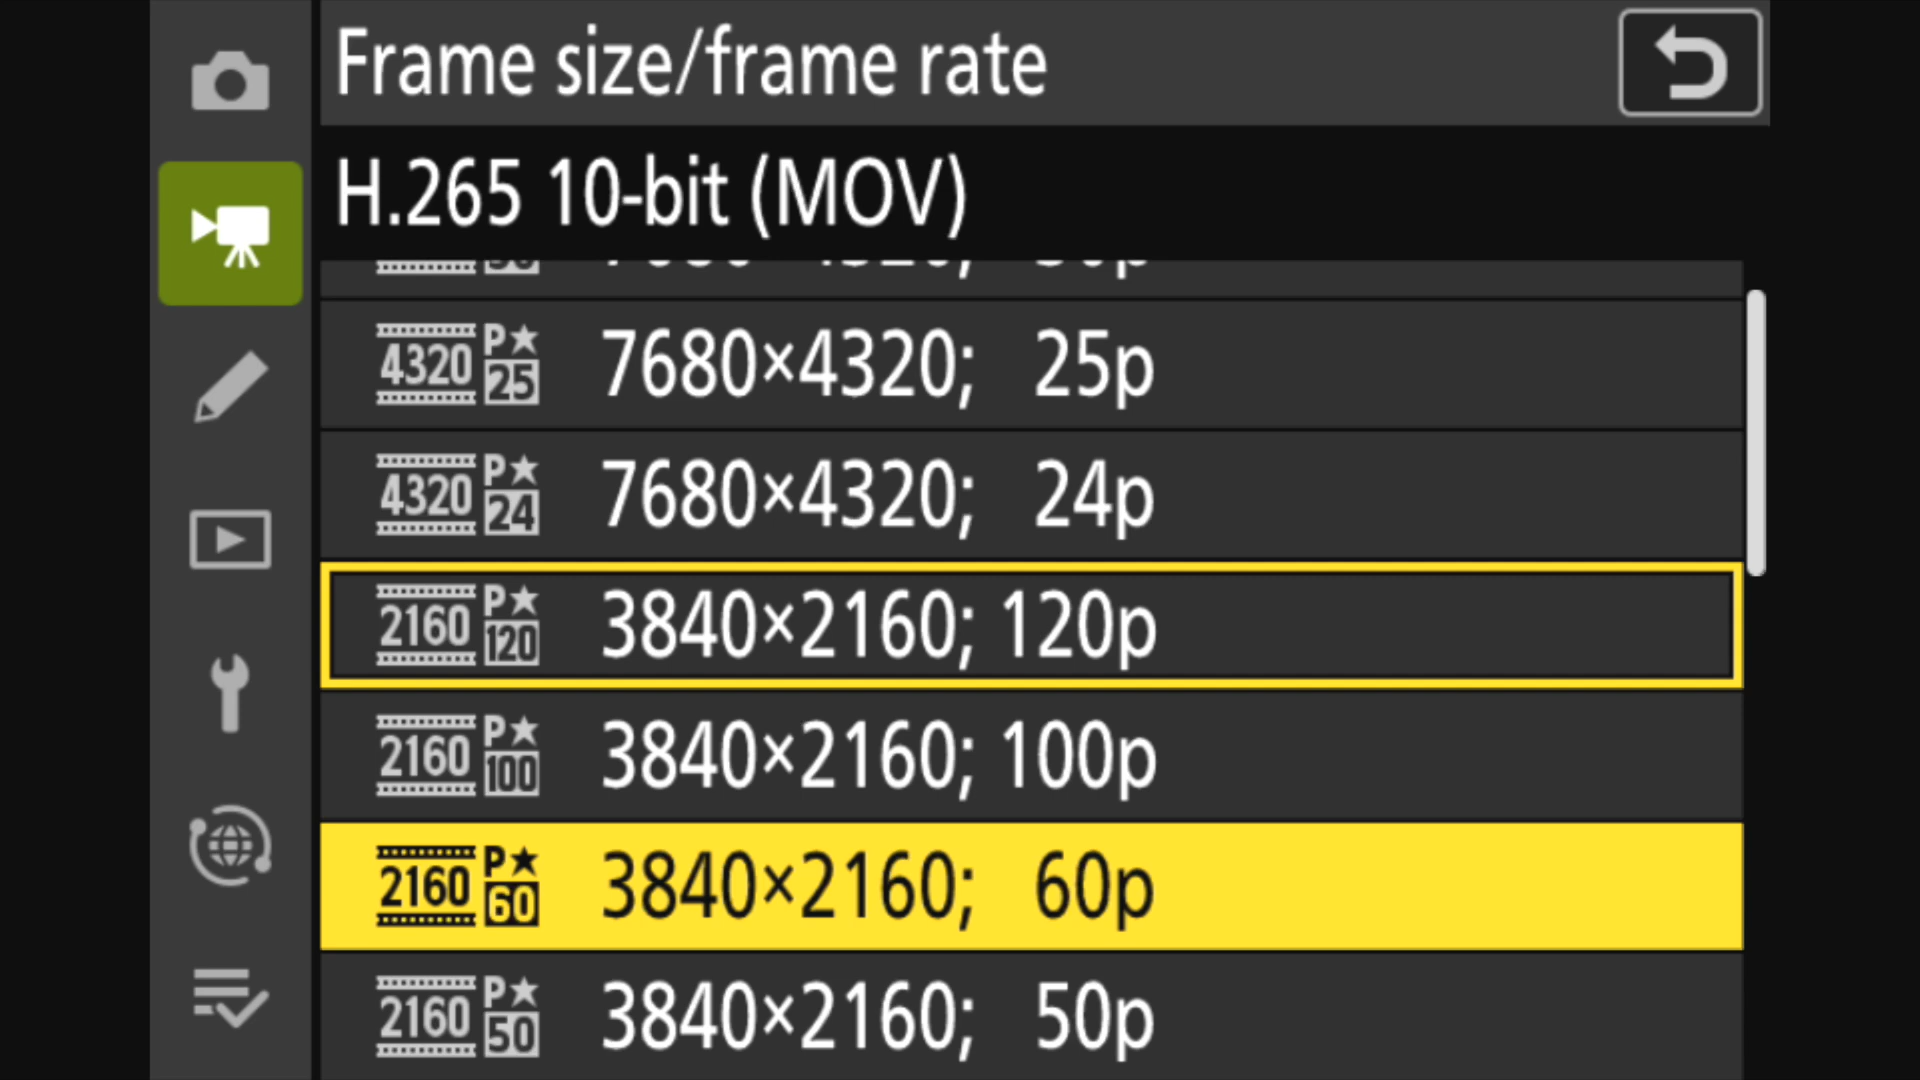 Frame size/frame rate
H.265 10-bit (MOV)
4320 P★ 25 7680×4320; 25p
4320 P★ 24 7680×4320; 24p
2160 P★ 120 3840×2160; 120p
2160 P★ 100 3840×2160; 100p
2160 P★ 60 3840×2160; 60p
2160 P★ 50 3840×2160; 50p